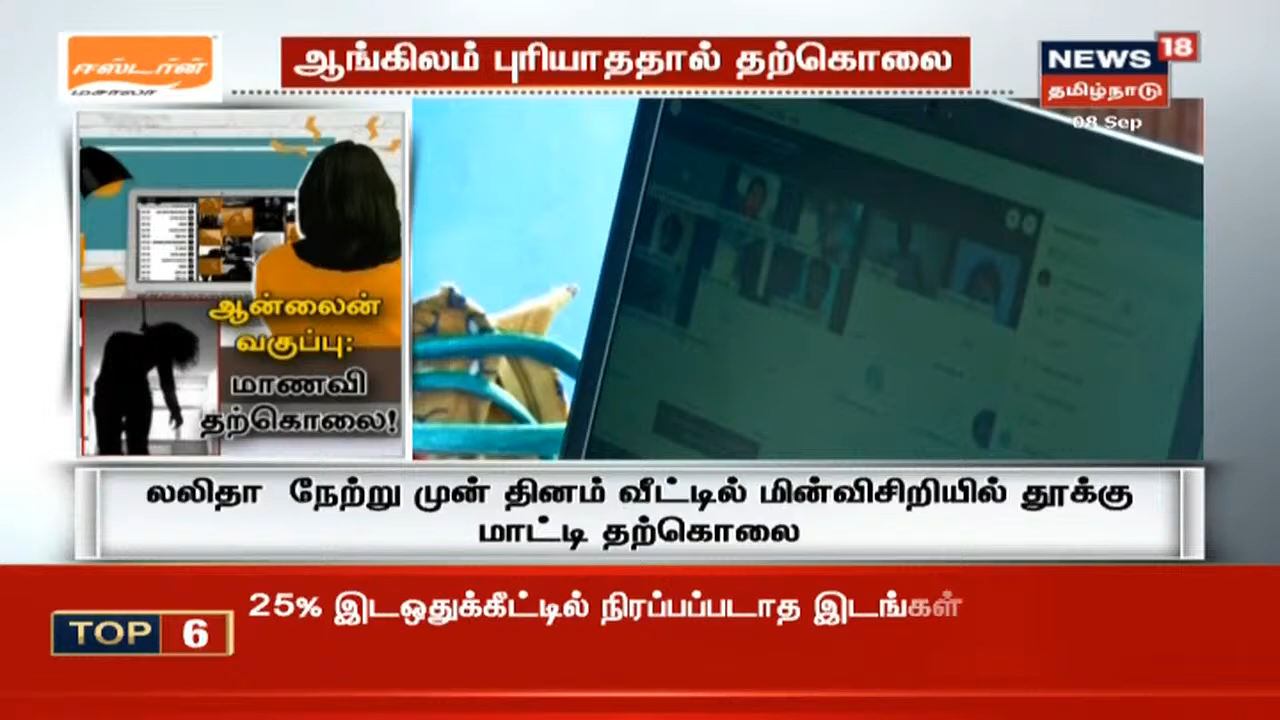 ஈஸ்டர்ன்
மசாலா
ஆங்கிலம் புரியாததால் தற்கொலை
NEWS 18
தமிழ்நாடு
08 Sep
ஆன்லைன்
வகுப்பு:
மாணவி
தற்கொலை!
லலிதா நேற்று முன் தினம் வீட்டில் மின்விசிறியில் தூக்கு
மாட்டி தற்கொலை
TOP 6
25% இடஒதுக்கீட்டில் நிரப்பப்படாத இடங்கள்